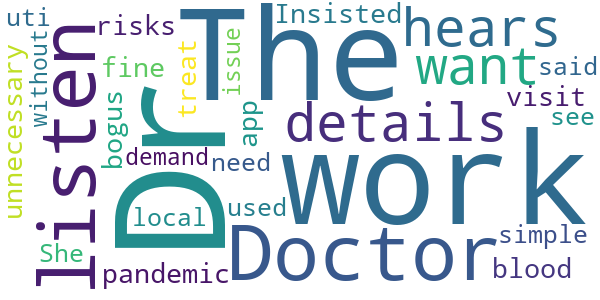 uti
risks
The
Insisted
hears
without
listen
unnecessary
fine
treat
issue
want
said
bogus
Dr
app
details
visit
see
demand
need
work
local
used
She
Doctor
simple
pandemic
blood